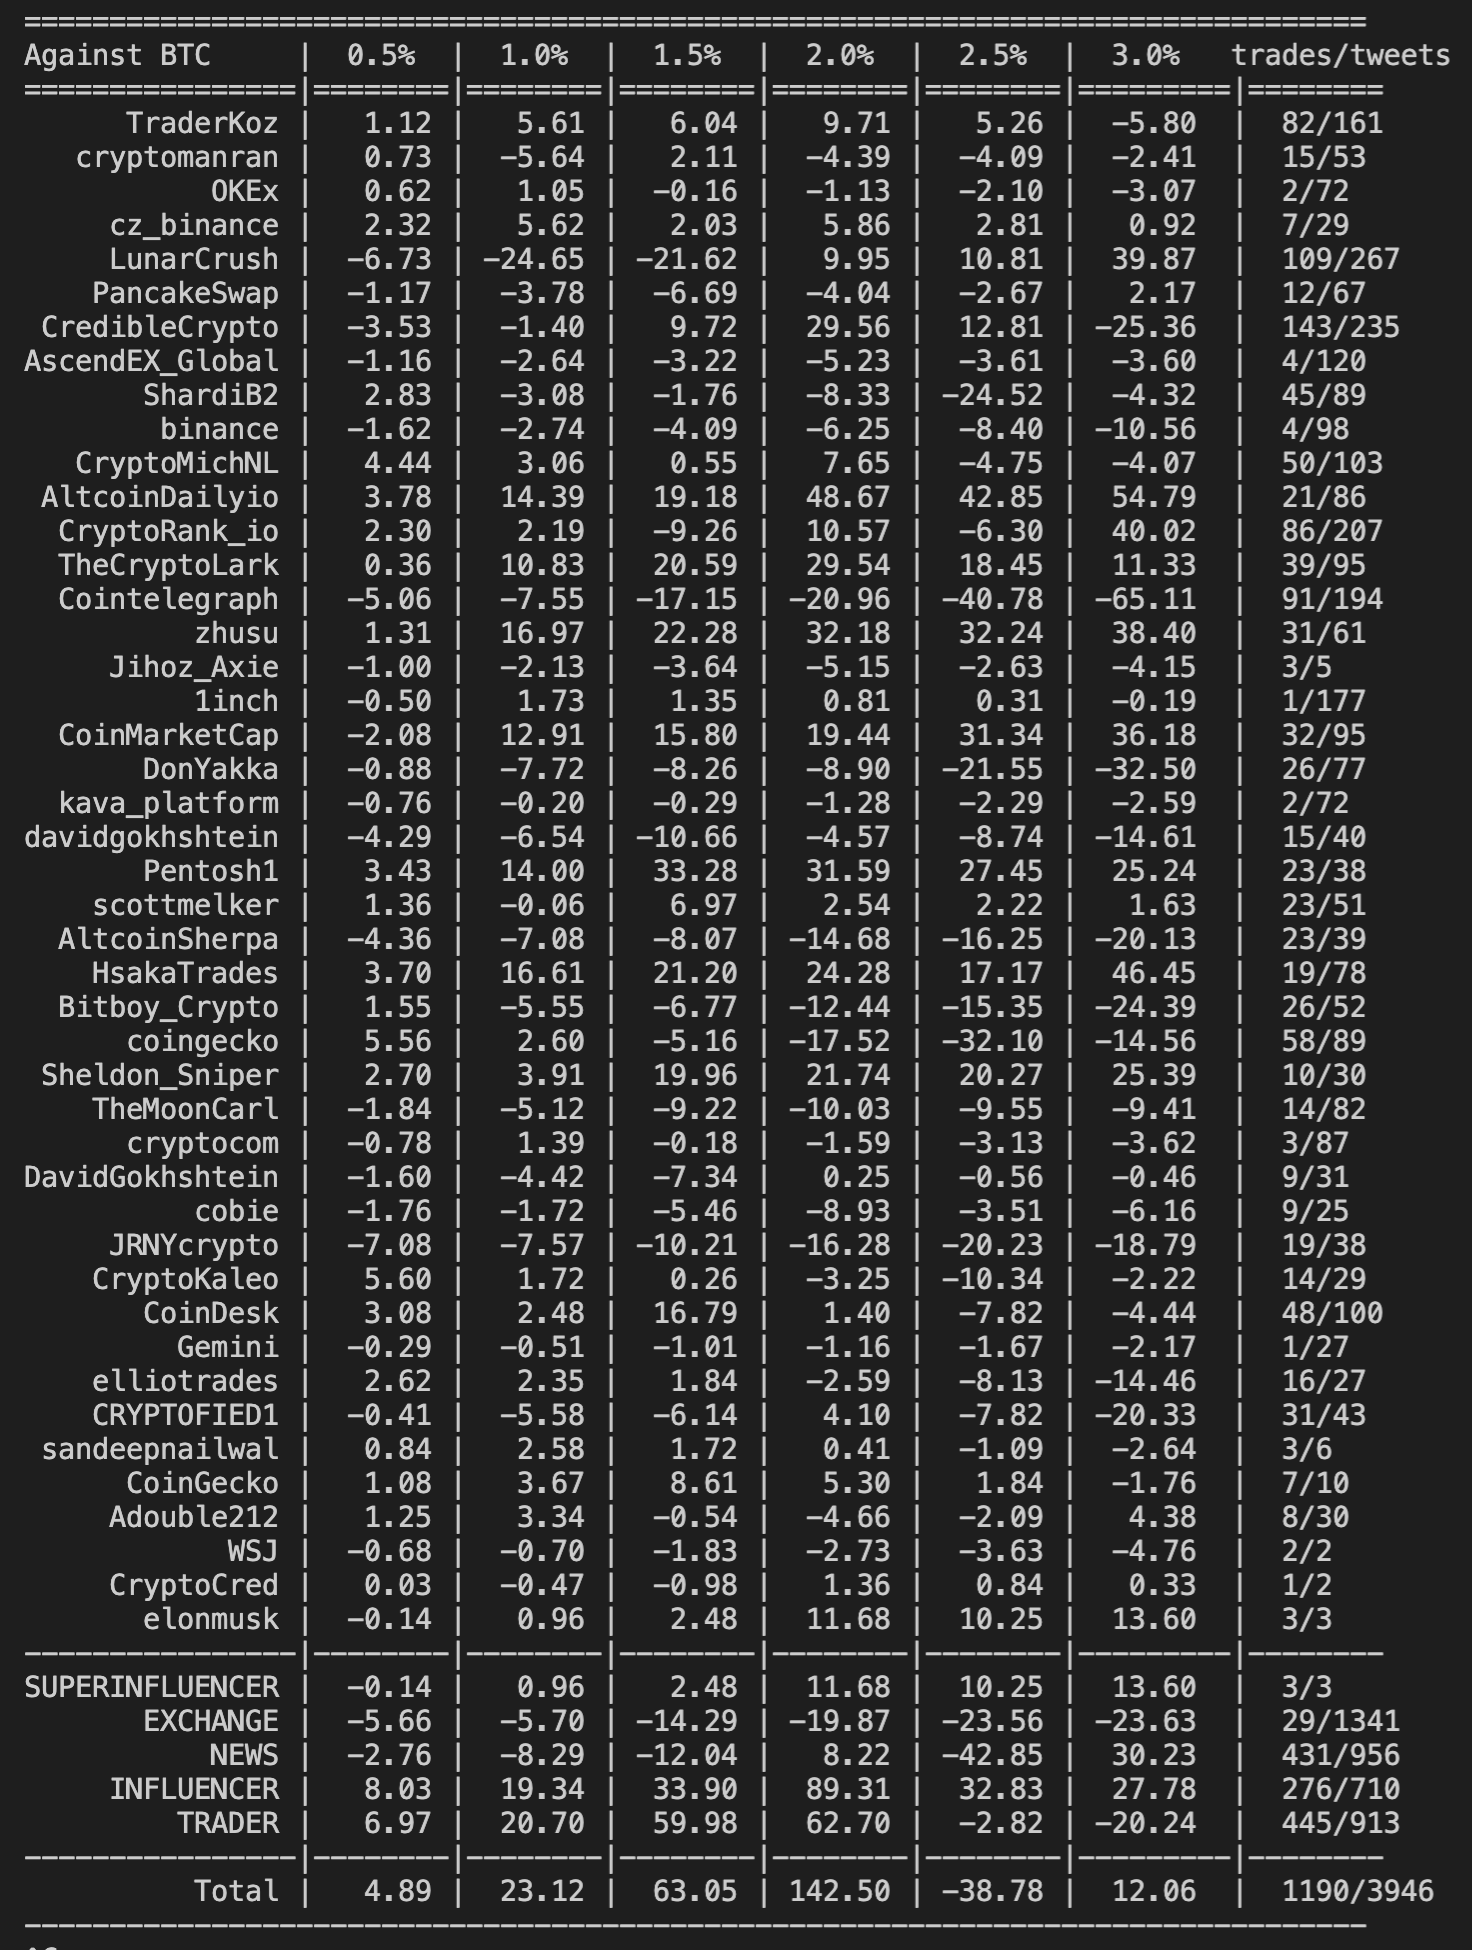 ================================================================================
Against BTC | 0.5% | 1.0% | 1.5% | 2.0% | 2.5% | 3.0% trades/tweets
================|========|========|========|========|========|=========|========
TraderKoz | 1.12 | 5.61 | 6.04 | 9.71 | 5.26 | −5.80 | 82/161
cryptomanran | 0.73 | −5.64 | 2.11 | −4.39 | −4.09 | −2.41 | 15/53
OKEx | 0.62 | 1.05 | −0.16 | −1.13 | −2.10 | −3.07 | 2/72
cz_binance | 2.32 | 5.62 | 2.03 | 5.86 | 2.81 | 0.92 | 7/29
LunarCrush | −6.73 | −24.65 | −21.62 | 9.95 | 10.81 | 39.87 | 109/267
PancakeSwap | −1.17 | −3.78 | −6.69 | −4.04 | −2.67 | 2.17 | 12/67
CredibleCrypto | −3.53 | −1.40 | 9.72 | 29.56 | 12.81 | −25.36 | 143/235
AscendEX_Global | −1.16 | −2.64 | −3.22 | −5.23 | −3.61 | −3.60 | 4/120
ShardiB2 | 2.83 | −3.08 | −1.76 | −8.33 | −24.52 | −4.32 | 45/89
binance | −1.62 | −2.74 | −4.09 | −6.25 | −8.40 | −10.56 | 4/98
CryptoMichNL | 4.44 | 3.06 | 0.55 | 7.65 | −4.75 | −4.07 | 50/103
AltcoinDailyio | 3.78 | 14.39 | 19.18 | 48.67 | 42.85 | 54.79 | 21/86
CryptoRank_io | 2.30 | 2.19 | −9.26 | 10.57 | −6.30 | 40.02 | 86/207
TheCryptoLark | 0.36 | 10.83 | 20.59 | 29.54 | 18.45 | 11.33 | 39/95
Cointelegraph | −5.06 | −7.55 | −17.15 | −20.96 | −40.78 | −65.11 | 91/194
zhusu | 1.31 | 16.97 | 22.28 | 32.18 | 32.24 | 38.40 | 31/61
Jihoz_Axie | −1.00 | −2.13 | −3.64 | −5.15 | −2.63 | −4.15 | 3/5
1inch | −0.50 | 1.73 | 1.35 | 0.81 | 0.31 | −0.19 | 1/177
CoinMarketCap | −2.08 | 12.91 | 15.80 | 19.44 | 31.34 | 36.18 | 32/95
DonYakka | −0.88 | −7.72 | −8.26 | −8.90 | −21.55 | −32.50 | 26/77
kava_platform | −0.76 | −0.20 | −0.29 | −1.28 | −2.29 | −2.59 | 2/72
davidgokhshtein | −4.29 | −6.54 | −10.66 | −4.57 | −8.74 | −14.61 | 15/40
Pentosh1 | 3.43 | 14.00 | 33.28 | 31.59 | 27.45 | 25.24 | 23/38
scottmelker | 1.36 | −0.06 | 6.97 | 2.54 | 2.22 | 1.63 | 23/51
AltcoinSherpa | −4.36 | −7.08 | −8.07 | −14.68 | −16.25 | −20.13 | 23/39
HsakaTrades | 3.70 | 16.61 | 21.20 | 24.28 | 17.17 | 46.45 | 19/78
Bitboy_Crypto | 1.55 | −5.55 | −6.77 | −12.44 | −15.35 | −24.39 | 26/52
coingecko | 5.56 | 2.60 | −5.16 | −17.52 | −32.10 | −14.56 | 58/89
Sheldon_Sniper | 2.70 | 3.91 | 19.96 | 21.74 | 20.27 | 25.39 | 10/30
TheMoonCarl | −1.84 | −5.12 | −9.22 | −10.03 | −9.55 | −9.41 | 14/82
cryptocom | −0.78 | 1.39 | −0.18 | −1.59 | −3.13 | −3.62 | 3/87
DavidGokhshtein | −1.60 | −4.42 | −7.34 | 0.25 | −0.56 | −0.46 | 9/31
cobie | −1.76 | −1.72 | −5.46 | −8.93 | −3.51 | −6.16 | 9/25
JRNYcrypto | −7.08 | −7.57 | −10.21 | −16.28 | −20.23 | −18.79 | 19/38
CryptoKaleo | 5.60 | 1.72 | 0.26 | −3.25 | −10.34 | −2.22 | 14/29
CoinDesk | 3.08 | 2.48 | 16.79 | 1.40 | −7.82 | −4.44 | 48/100
Gemini | −0.29 | −0.51 | −1.01 | −1.16 | −1.67 | −2.17 | 1/27
elliotrades | 2.62 | 2.35 | 1.84 | −2.59 | −8.13 | −14.46 | 16/27
CRYPTOFIED1 | −0.41 | −5.58 | −6.14 | 4.10 | −7.82 | −20.33 | 31/43
sandeepnailwal | 0.84 | 2.58 | 1.72 | 0.41 | −1.09 | −2.64 | 3/6
CoinGecko | 1.08 | 3.67 | 8.61 | 5.30 | 1.84 | −1.76 | 7/10
Adouble212 | 1.25 | 3.34 | −0.54 | −4.66 | −2.09 | 4.38 | 8/30
WSJ | −0.68 | −0.70 | −1.83 | −2.73 | −3.63 | −4.76 | 2/2
CryptoCred | 0.03 | −0.47 | −0.98 | 1.36 | 0.84 | 0.33 | 1/2
elonmusk | −0.14 | 0.96 | 2.48 | 11.68 | 10.25 | 13.60 | 3/3
----------------|--------|--------|--------|--------|--------|---------|--------
SUPERINFLUENCER | −0.14 | 0.96 | 2.48 | 11.68 | 10.25 | 13.60 | 3/3
EXCHANGE | −5.66 | −5.70 | −14.29 | −19.87 | −23.56 | −23.63 | 29/1341
NEWS | −2.76 | −8.29 | −12.04 | 8.22 | −42.85 | 30.23 | 431/956
INFLUENCER | 8.03 | 19.34 | 33.90 | 89.31 | 32.83 | 27.78 | 276/710
TRADER | 6.97 | 20.70 | 59.98 | 62.70 | −2.82 | −20.24 | 445/913
----------------|--------|--------|--------|--------|--------|---------|--------
Total | 4.89 | 23.12 | 63.05 | 142.50 | −38.78 | 12.06 | 1190/3946
--------------------------------------------------------------------------------